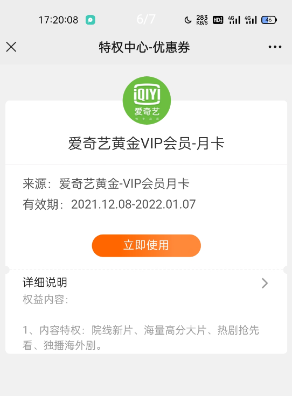 17:20:08
6/7
283 KB/S
HD
4G
4G
6
特权中心-优惠券
iQIYI
爱奇艺
爱奇艺黄金VIP会员-月卡
来源：爱奇艺黄金-VIP会员月卡
有效期：2021.12.08-2022.01.07
立即使用
详细说明
权益内容：
1、内容特权：院线新片、海量高分大片、热剧抢先
看、独播海外剧。